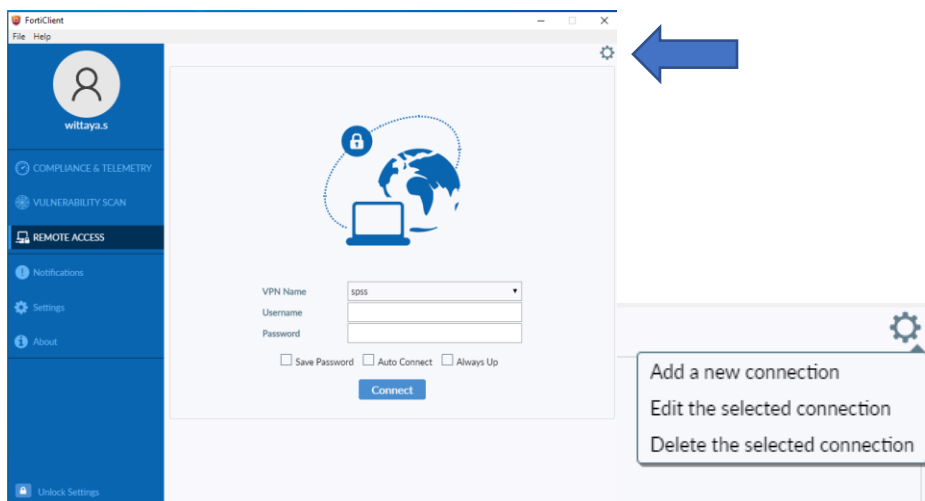 FortiClient
File Help
wittaya.s
COMPLIANCE & TELEMETRY
VULNERABILITY SCAN
REMOTE ACCESS
Notifications
Settings
About
Unlock Settings
VPN Name spss
Username
Password
Save Password Auto Connect Always Up
Connect
Add a new connection
Edit the selected connection
Delete the selected connection